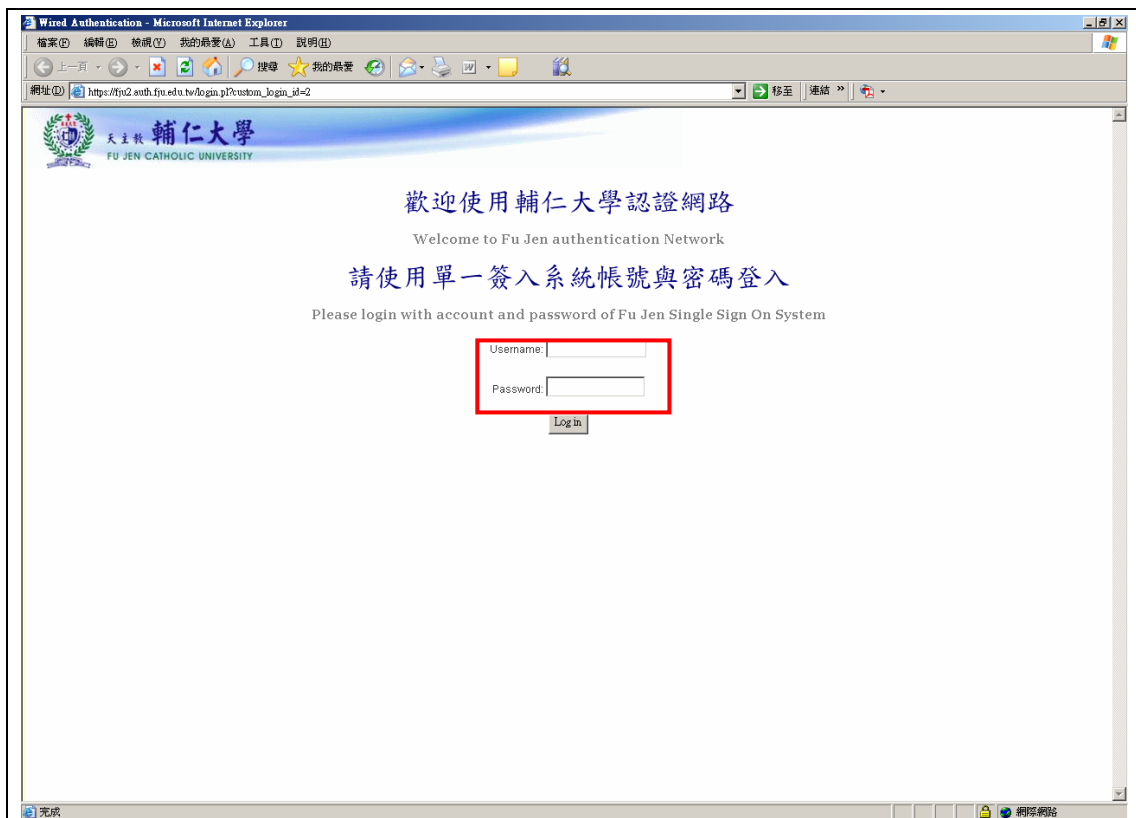 Wired Authentication - Microsoft Internet Explorer
檔案(F) 編輯(E) 檢視(V) 我的最愛(A) 工具(T) 說明(H)
上一頁 搜尋 我的最愛
網址(D) https://fju2.auth.fju.edu.tw/login.pl?custom_login_id=2 移至 連結 »
天主教 輔仁大學
FU JEN CATHOLIC UNIVERSITY
歡迎使用輔仁大學認證網路
Welcome to Fu Jen authentication Network
請使用單一簽入系統帳號與密碼登入
Please login with account and password of Fu Jen Single Sign On System
Username:
Password:
Log in
完成 網際網路